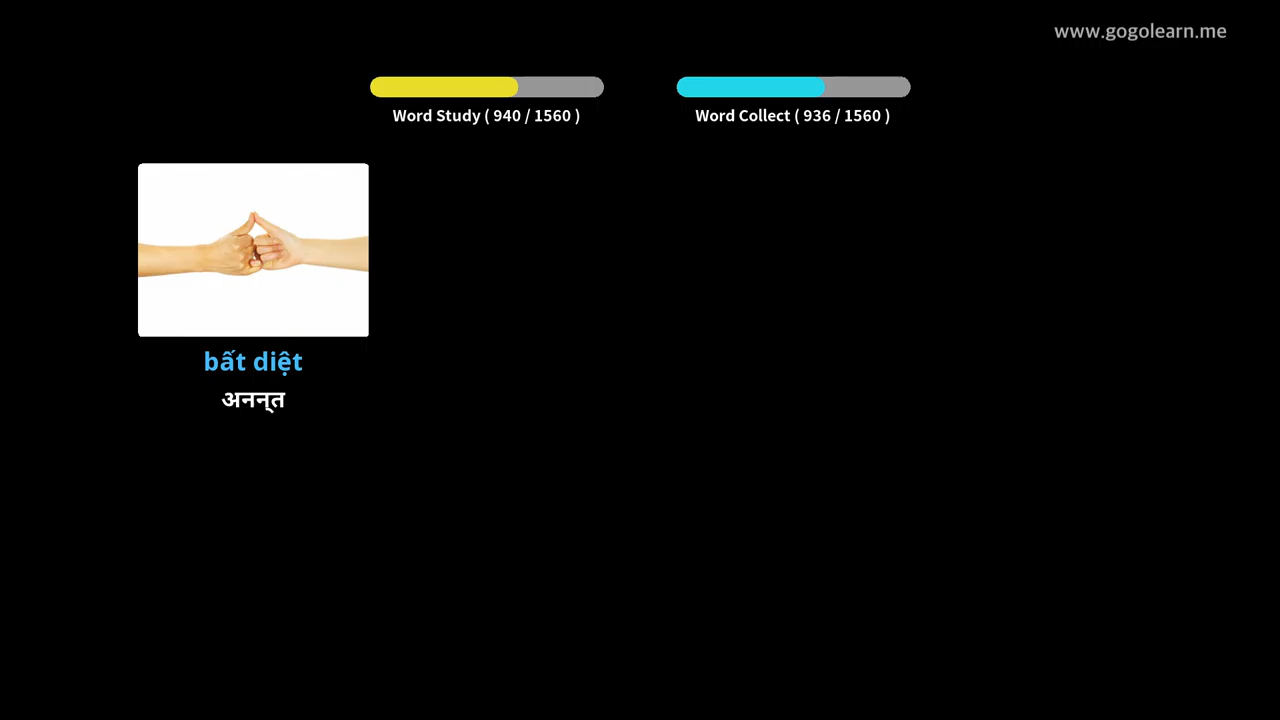 www.gogolearn.me
Word Study ( 940 / 1560 )
Word Collect ( 936 / 1560 )
bất diệt
अनन्त